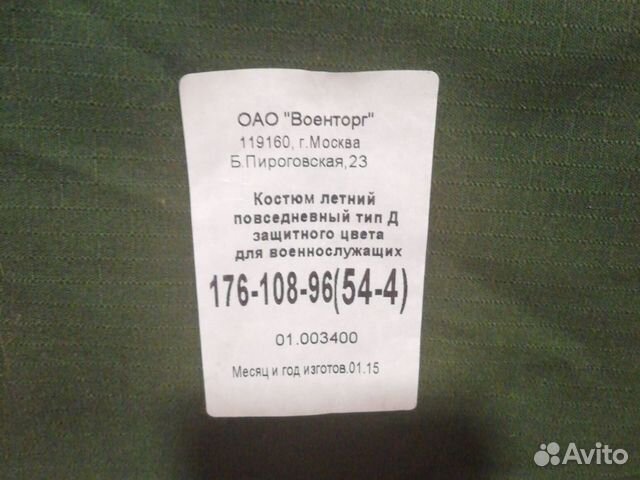 ОАО "Военторг"
119160, г.Москва
Б.Пироговская,23
Костюм летний
повседневный тип Д
защитного цвета
для военнослужащих
176-108-96(54-4)
01.003400
Месяц и год изготов.01.15
Avito